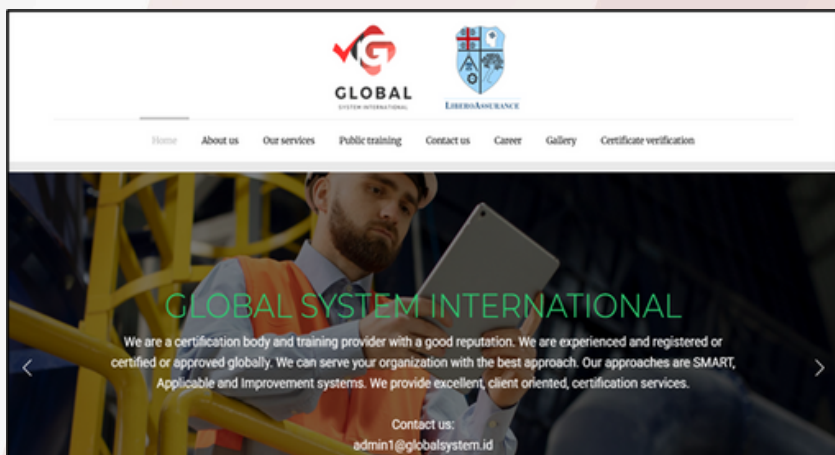 GLOBAL
SYSTEM INTERNATIONAL
LIBEROASSURANCE
Home About us Our services Public training Contact us Career Gallery Certificate verification
GLOBAL SYSTEM INTERNATIONAL
We are a certification body and training provider with a good reputation. We are experienced and registered or
certified or approved globally. We can serve your organization with the best approach. Our approaches are SMART,
Applicable and Improvement systems. We provide excellent, client oriented, certification services.
Contact us:
admin1@globalsystem.id